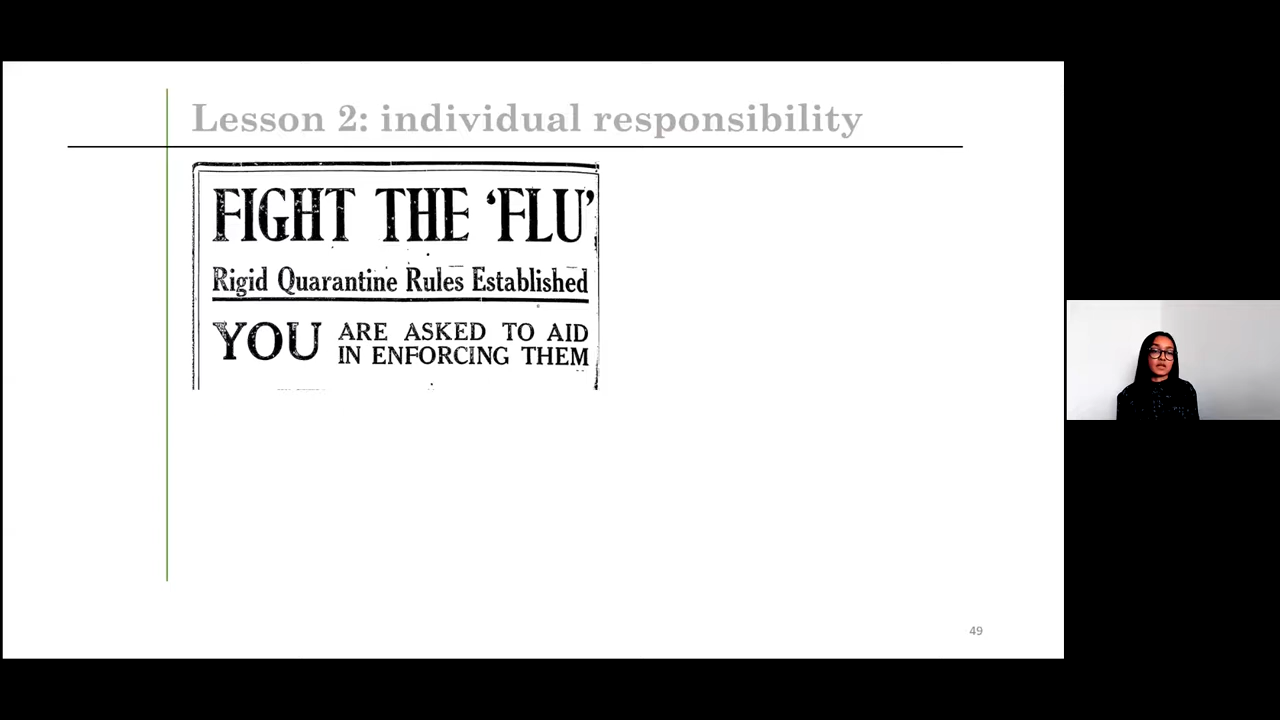 Lesson 2: individual responsibility
FIGHT THE ‘FLU’
Rigid Quarantine Rules Established
YOU ARE ASKED TO AID
IN ENFORCING THEM
49